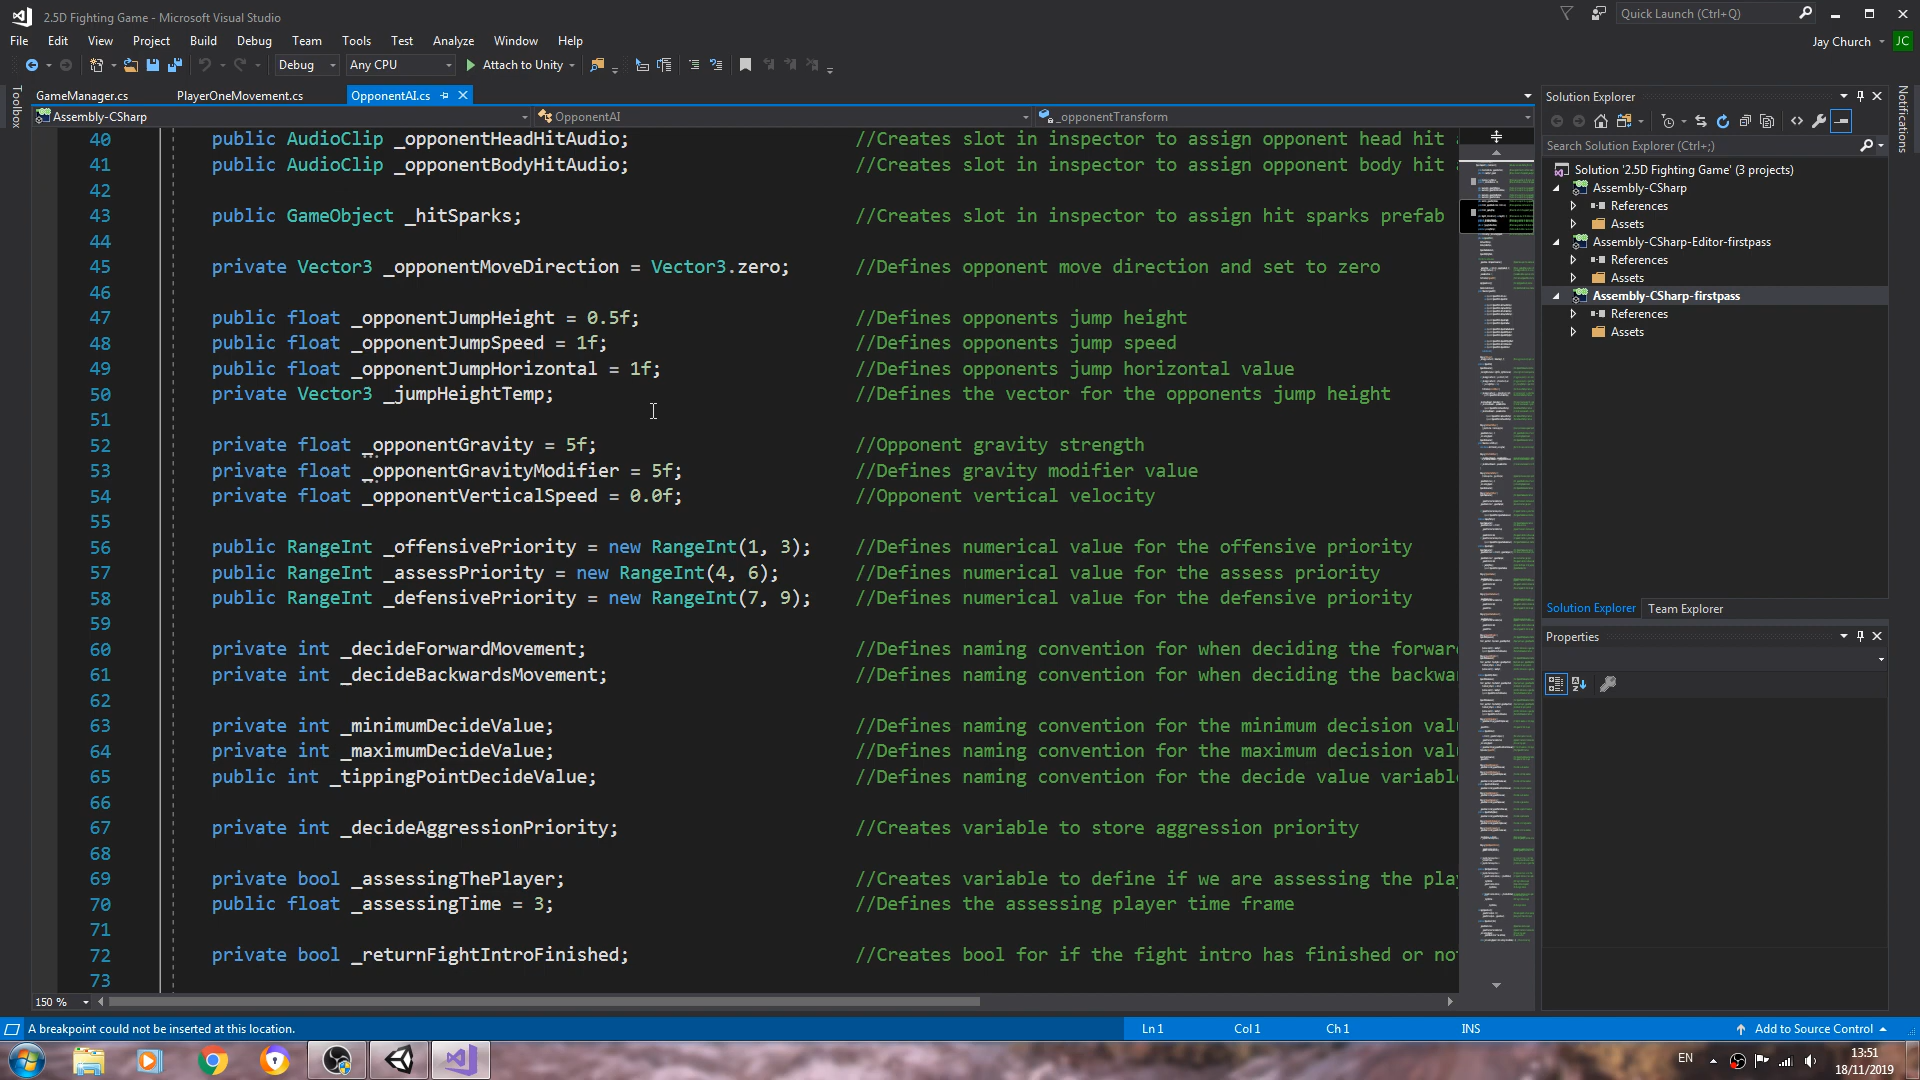 2.5D Fighting Game - Microsoft Visual Studio
Quick Launch (Ctrl+Q)
File Edit View Project Build Debug Team Tools Test Analyze Window Help
Jay Church JC
Debug Any CPU Attach to Unity
Toolbox
GameManager.cs PlayerOneMovement.cs OpponentAI.cs
Assembly-CSharp OpponentAI _opponentTransform
40 public AudioClip _opponentHeadHitAudio; //Creates slot in inspector to assign opponent head hit
41 public AudioClip _opponentBodyHitAudio; //Creates slot in inspector to assign opponent body hit
42
43 public GameObject _hitSparks; //Creates slot in inspector to assign hit sparks prefab
44
45 private Vector3 _opponentMoveDirection = Vector3.zero; //Defines opponent move direction and set to zero
46
47 public float _opponentJumpHeight = 0.5f; //Defines opponents jump height
48 public float _opponentJumpSpeed = 1f; //Defines opponents jump speed
49 public float _opponentJumpHorizontal = 1f; //Defines opponents jump horizontal value
50 private Vector3 _jumpHeightTemp; //Defines the vector for the opponents jump height
51
52 private float _opponentGravity = 5f; //Opponent gravity strength
53 private float _opponentGravityModifier = 5f; //Defines gravity modifier value
54 private float _opponentVerticalSpeed = 0.0f; //Opponent vertical velocity
55
56 public RangeInt _offensivePriority = new RangeInt(1, 3); //Defines numerical value for the offensive priority
57 public RangeInt _assessPriority = new RangeInt(4, 6); //Defines numerical value for the assess priority
58 public RangeInt _defensivePriority = new RangeInt(7, 9); //Defines numerical value for the defensive priority
59
60 private int _decideForwardMovement; //Defines naming convention for when deciding the forwar
61 private int _decideBackwardsMovement; //Defines naming convention for when deciding the backwa
62
63 private int _minimumDecideValue; //Defines naming convention for the minimum decision val
64 private int _maximumDecideValue; //Defines naming convention for the maximum decision val
65 public int _tippingPointDecideValue; //Defines naming convention for the decide value variabl
66
67 private int _decideAggressionPriority; //Creates variable to store aggression priority
68
69 private bool _assessingThePlayer; //Creates variable to define if we are assessing the pla
70 public float _assessingTime = 3; //Defines the assessing player time frame
71
72 private bool _returnFightIntroFinished; //Creates bool for if the fight intro has finished or no
73
150 %
Solution Explorer
Search Solution Explorer (Ctrl+;)
Solution '2.5D Fighting Game' (3 projects)
Assembly-CSharp
References
Assets
Assembly-CSharp-Editor-firstpass
References
Assets
Assembly-CSharp-firstpass
References
Assets
Solution Explorer Team Explorer
Properties
Notifications
A breakpoint could not be inserted at this location. Ln 1 Col 1 Ch 1 INS Add to Source Control
EN 13:51
18/11/2019